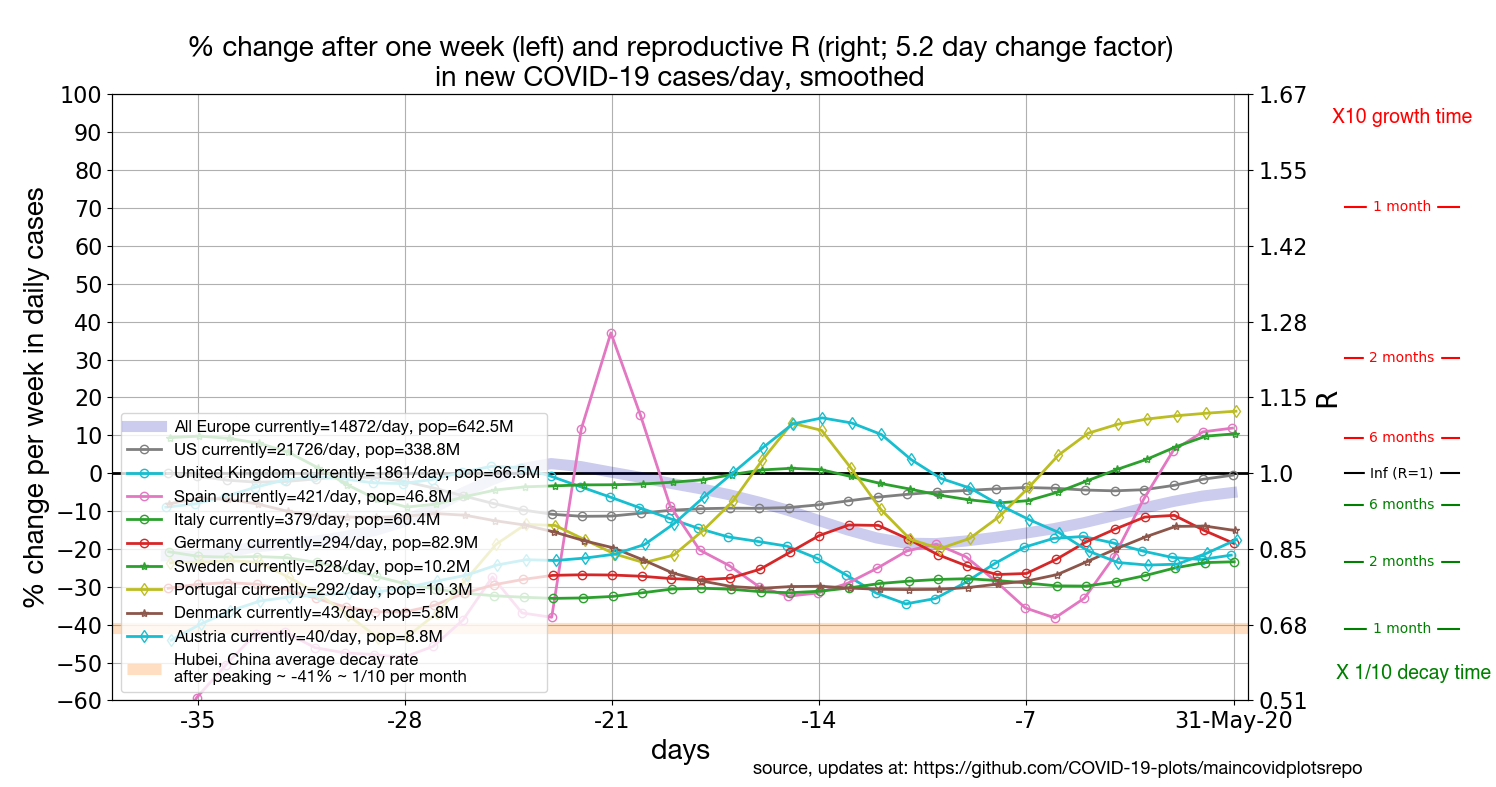 % change after one week (left) and reproductive R (right; 5.2 day change factor)
in new COVID-19 cases/day, smoothed
% change per week in daily cases
100
90
80
70
60
50
40
30
20
10
0
−10
−20
−30
−40
−50
−60
All Europe currently=14872/day, pop=642.5M
US currently=21726/day, pop=338.8M
United Kingdom currently=1861/day, pop=66.5M
Spain currently=421/day, pop=46.8M
Italy currently=379/day, pop=60.4M
Germany currently=294/day, pop=82.9M
Sweden currently=528/day, pop=10.2M
Portugal currently=292/day, pop=10.3M
Denmark currently=43/day, pop=5.8M
Austria currently=40/day, pop=8.8M
Hubei, China average decay rate
after peaking ~ -41% ~ 1/10 per month
-35
-28
-21
-14
-7
31-May-20
days
1.67
1.55
1.42
1.28
1.15
1.0
0.85
0.68
0.51
R
X10 growth time
1 month
2 months
6 months
Inf (R=1)
6 months
2 months
1 month
X 1/10 decay time
source, updates at: https://github.com/COVID-19-plots/maincovidplotsrepo